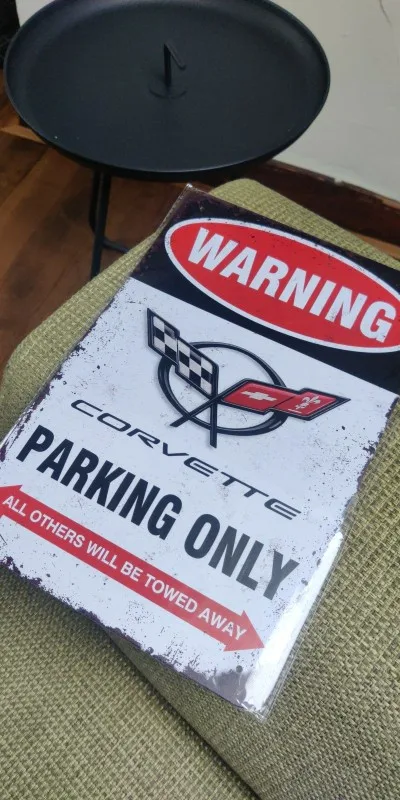 WARNING
CORVETTE
PARKING ONLY
ALL OTHERS WILL BE TOWED AWAY